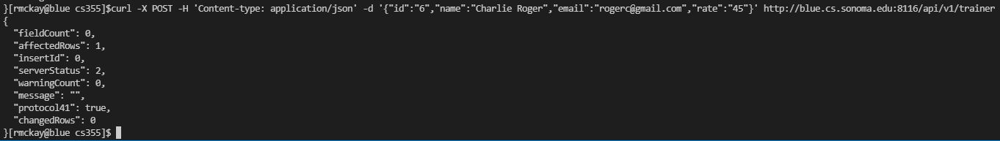 }[rmckay@blue cs355]$curl -X POST -H 'Content-type: application/json' -d '{"id":"6","name":"Charlie Roger","email":"rogerc@gmail.com","rate":"45"}' http://blue.cs.sonoma.edu:8116/api/v1/trainer
{
  "fieldCount": 0,
  "affectedRows": 1,
  "insertId": 0,
  "serverStatus": 2,
  "warningCount": 0,
  "message": "",
  "protocol41": true,
  "changedRows": 0
}[rmckay@blue cs355]$